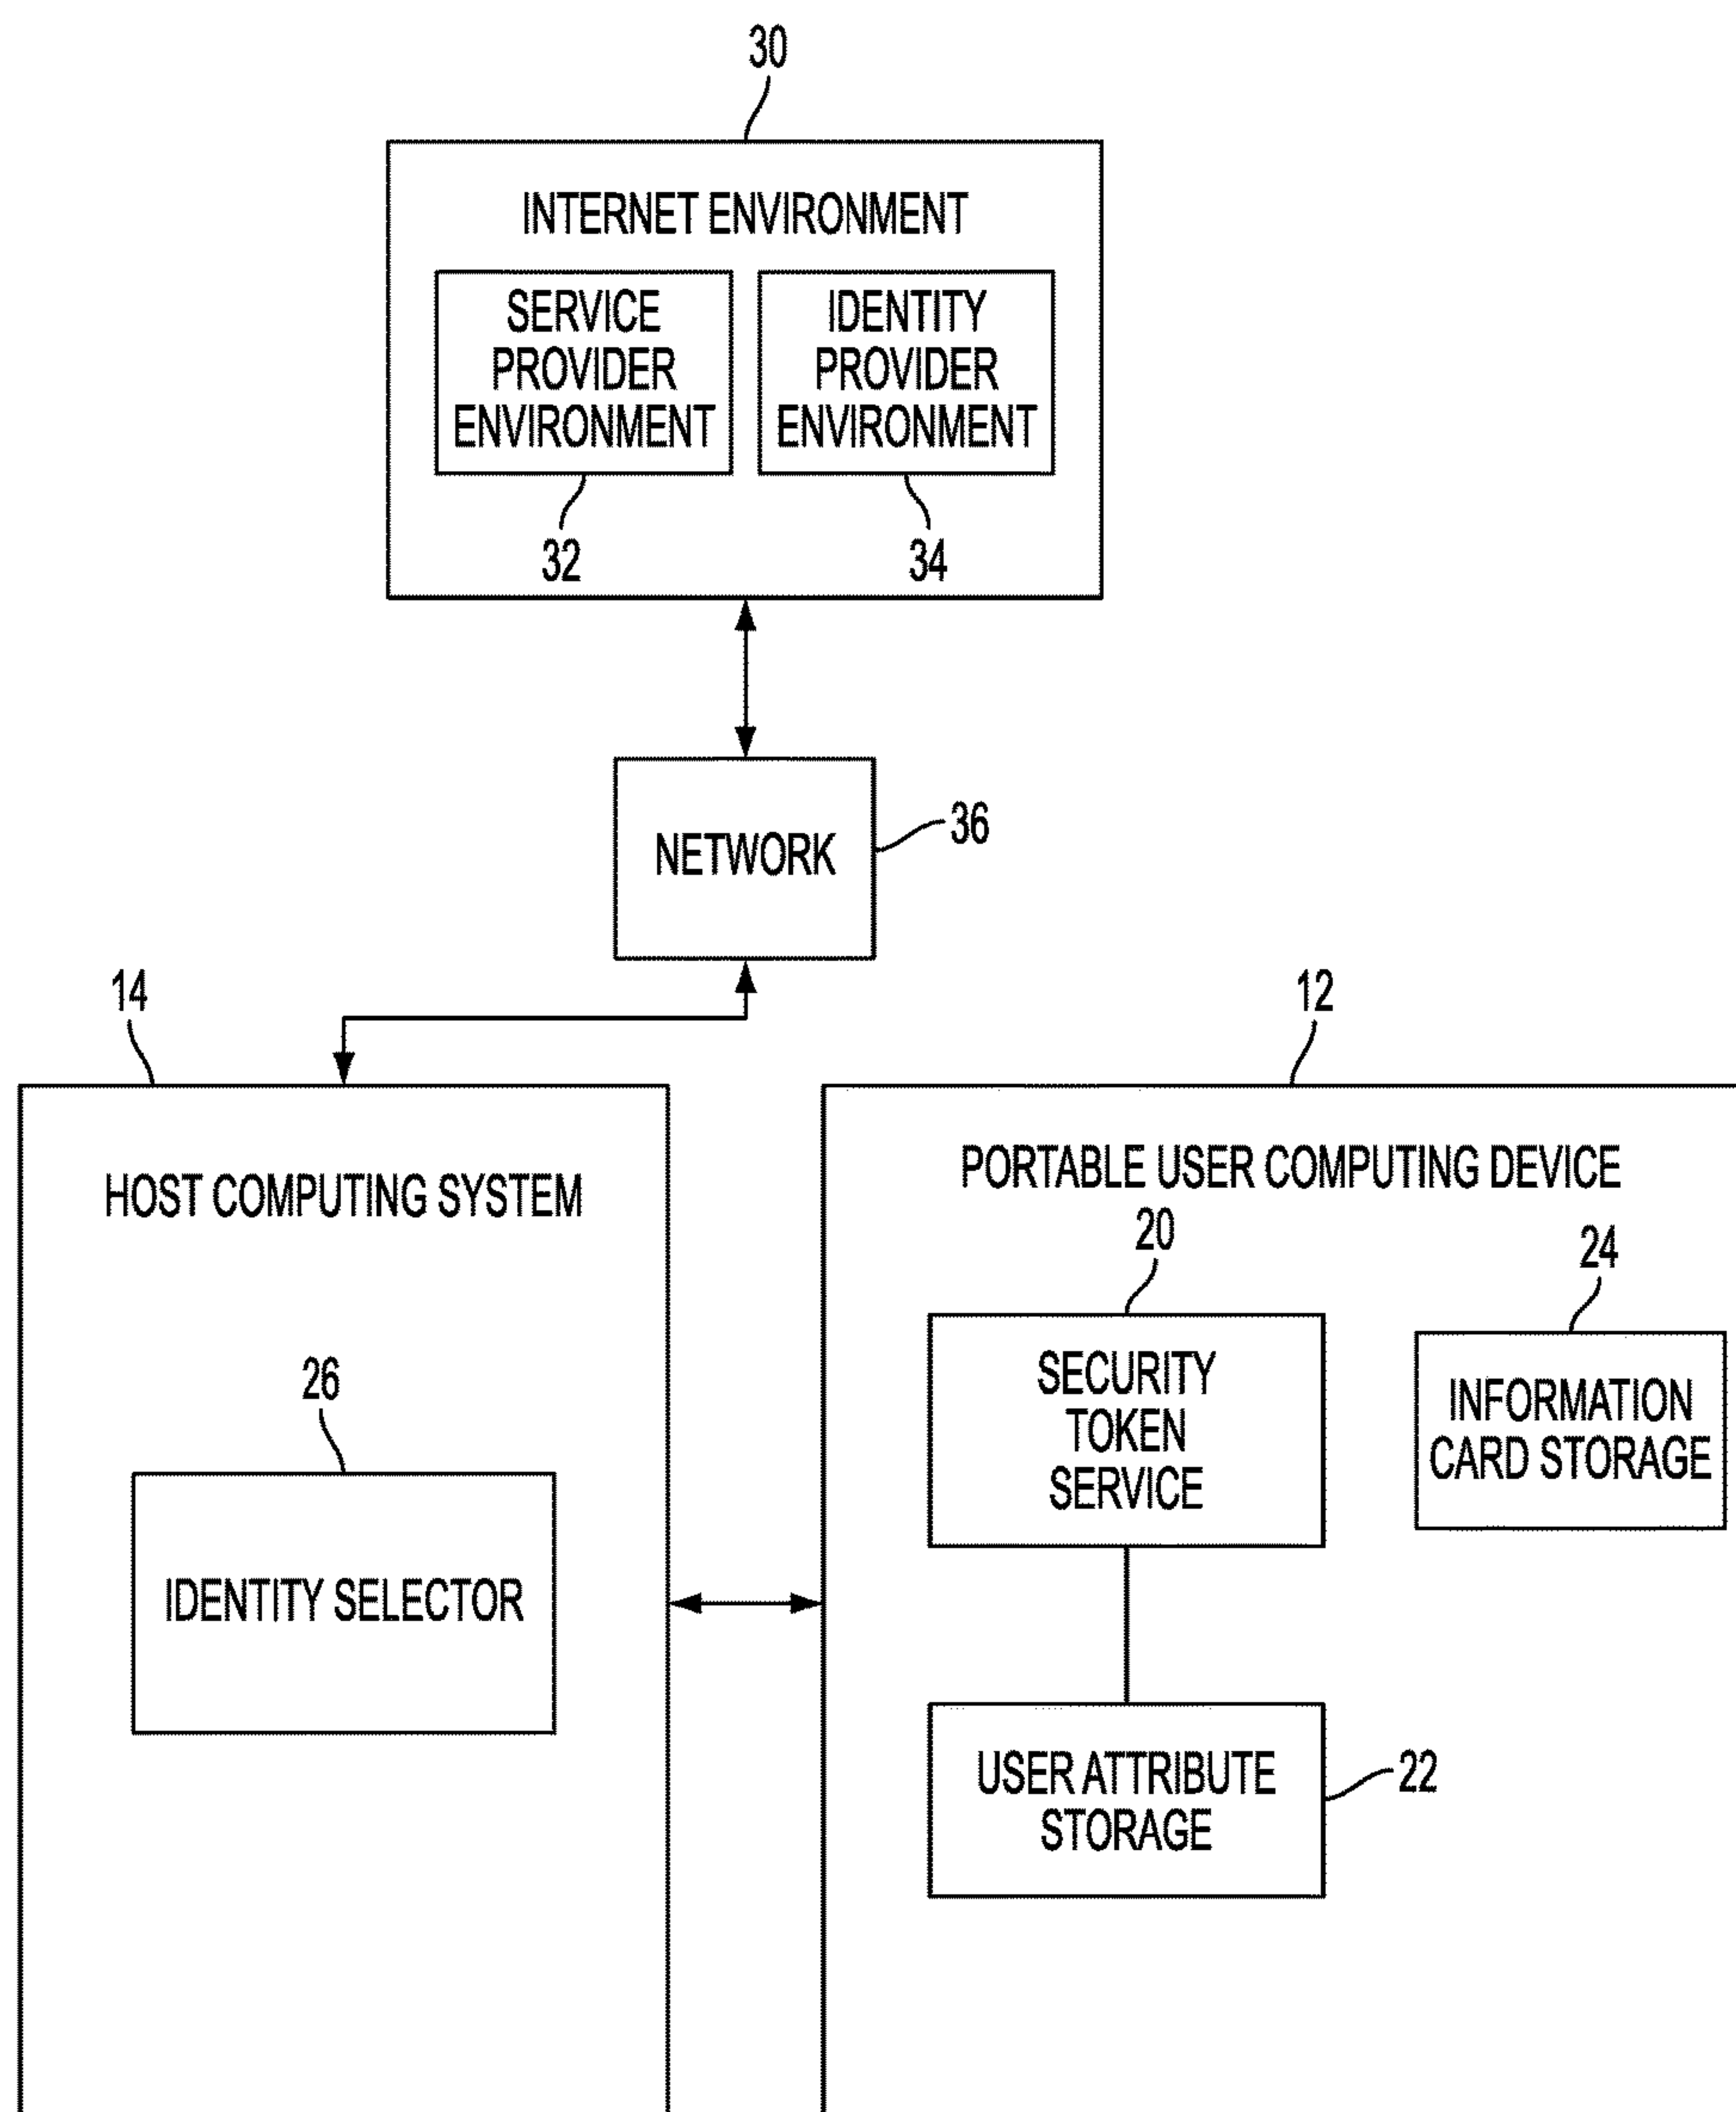 30
INTERNET ENVIRONMENT
SERVICE
PROVIDER
ENVIRONMENT
IDENTITY
PROVIDER
ENVIRONMENT
32
34
NETWORK
36
14
12
HOST COMPUTING SYSTEM
PORTABLE USER COMPUTING DEVICE
20
24
26
SECURITY
TOKEN
SERVICE
INFORMATION
CARD STORAGE
IDENTITY SELECTOR
USER ATTRIBUTE
STORAGE
22